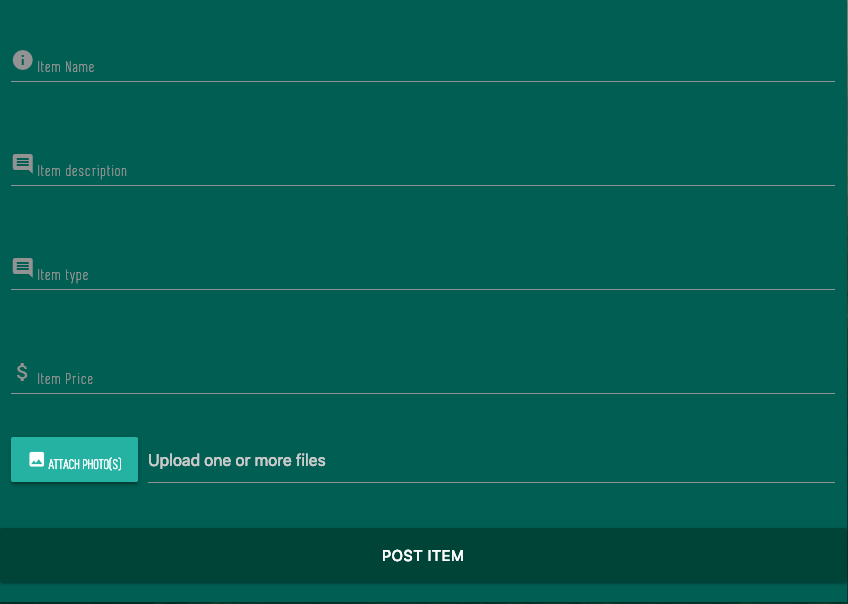 Item Name
Item description
Item type
$ Item Price
ATTACH PHOTO(S) Upload one or more files
POST ITEM